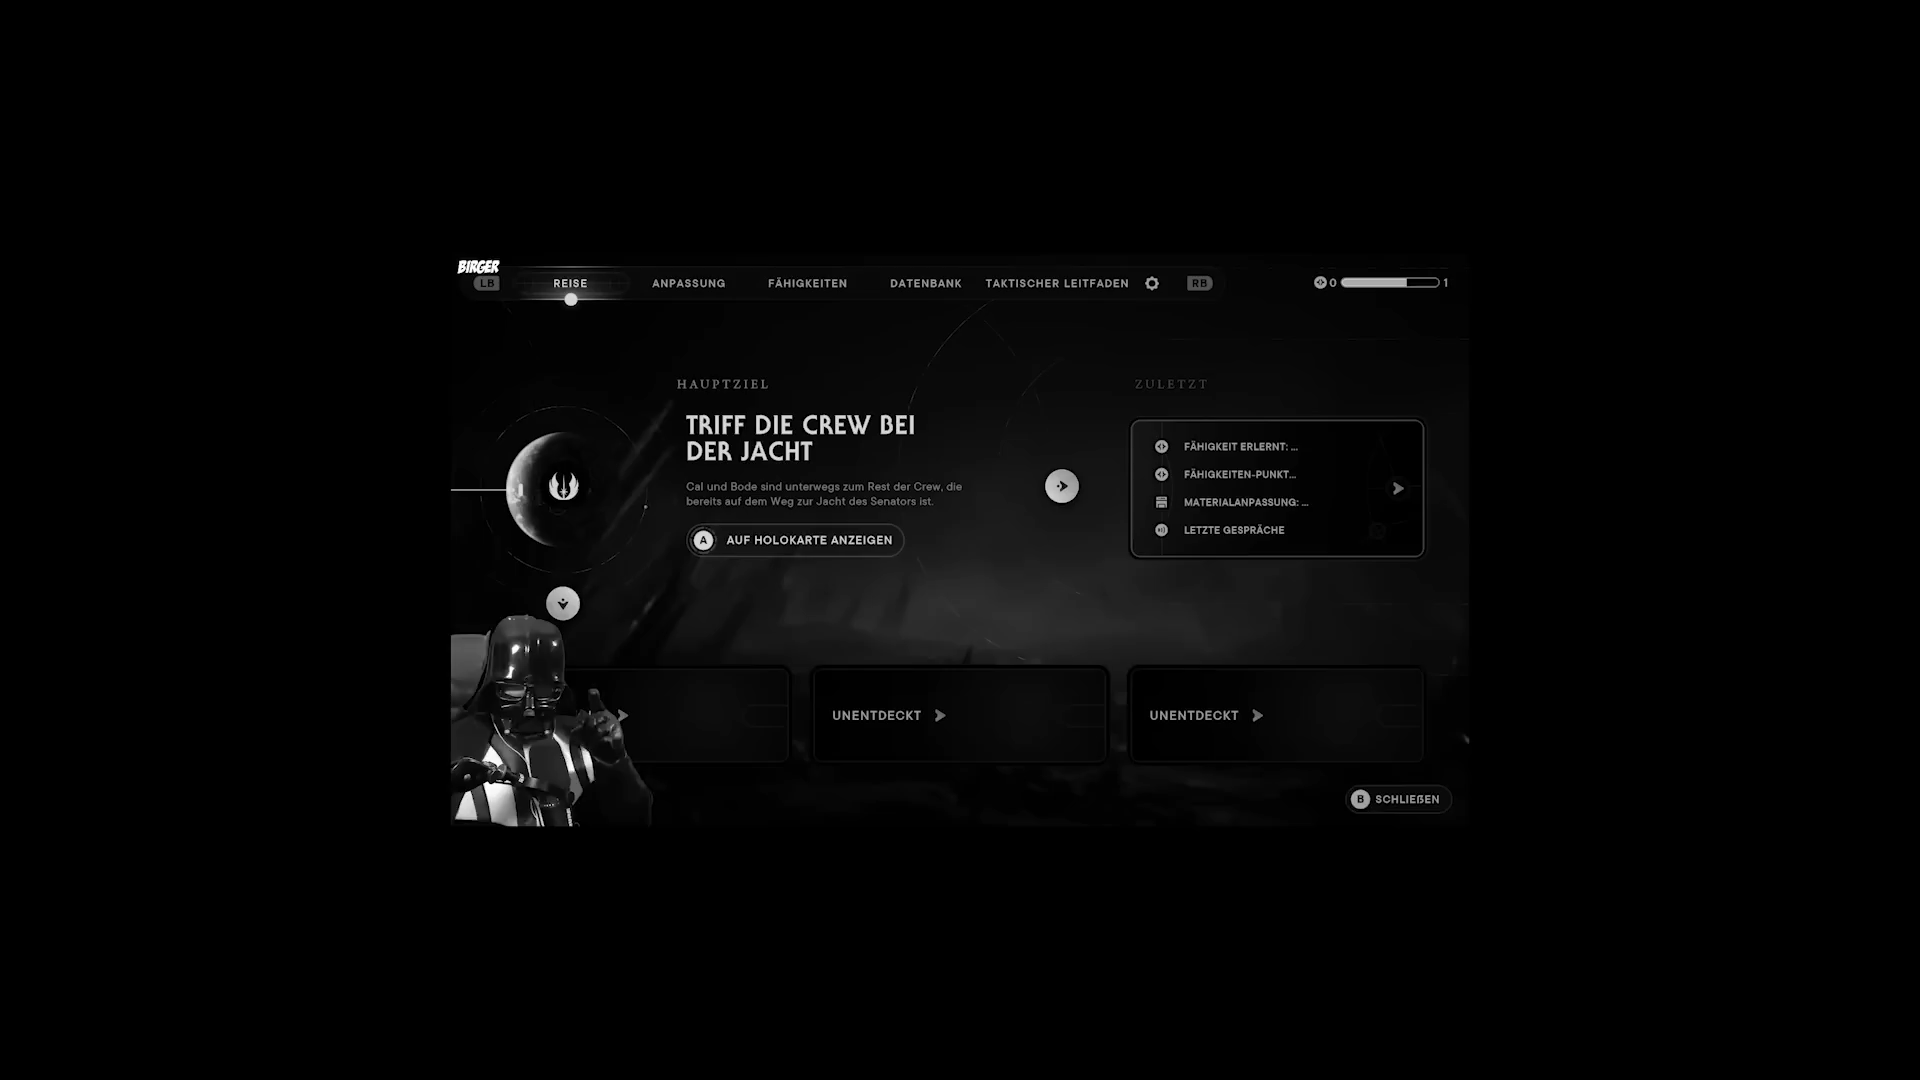 BIRGER
LB
REISE
ANPASSUNG
FÄHIGKEITEN
DATENBANK
TAKTISCHER LEITFADEN
RB
0
1
HAUPTZIEL
TRIFF DIE CREW BEI
DER JACHT
Cal und Bode sind unterwegs zum Rest der Crew, die
bereits auf dem Weg zur Jacht des Senators ist.
A AUF HOLOKARTE ANZEIGEN
ZULETZT
FÄHIGKEIT ERLERNT: ...
FÄHIGKEITEN-PUNKT...
MATERIALANPASSUNG: ...
LETZTE GESPRÄCHE
UNENTDECKT
UNENTDECKT
B SCHLIEẞEN